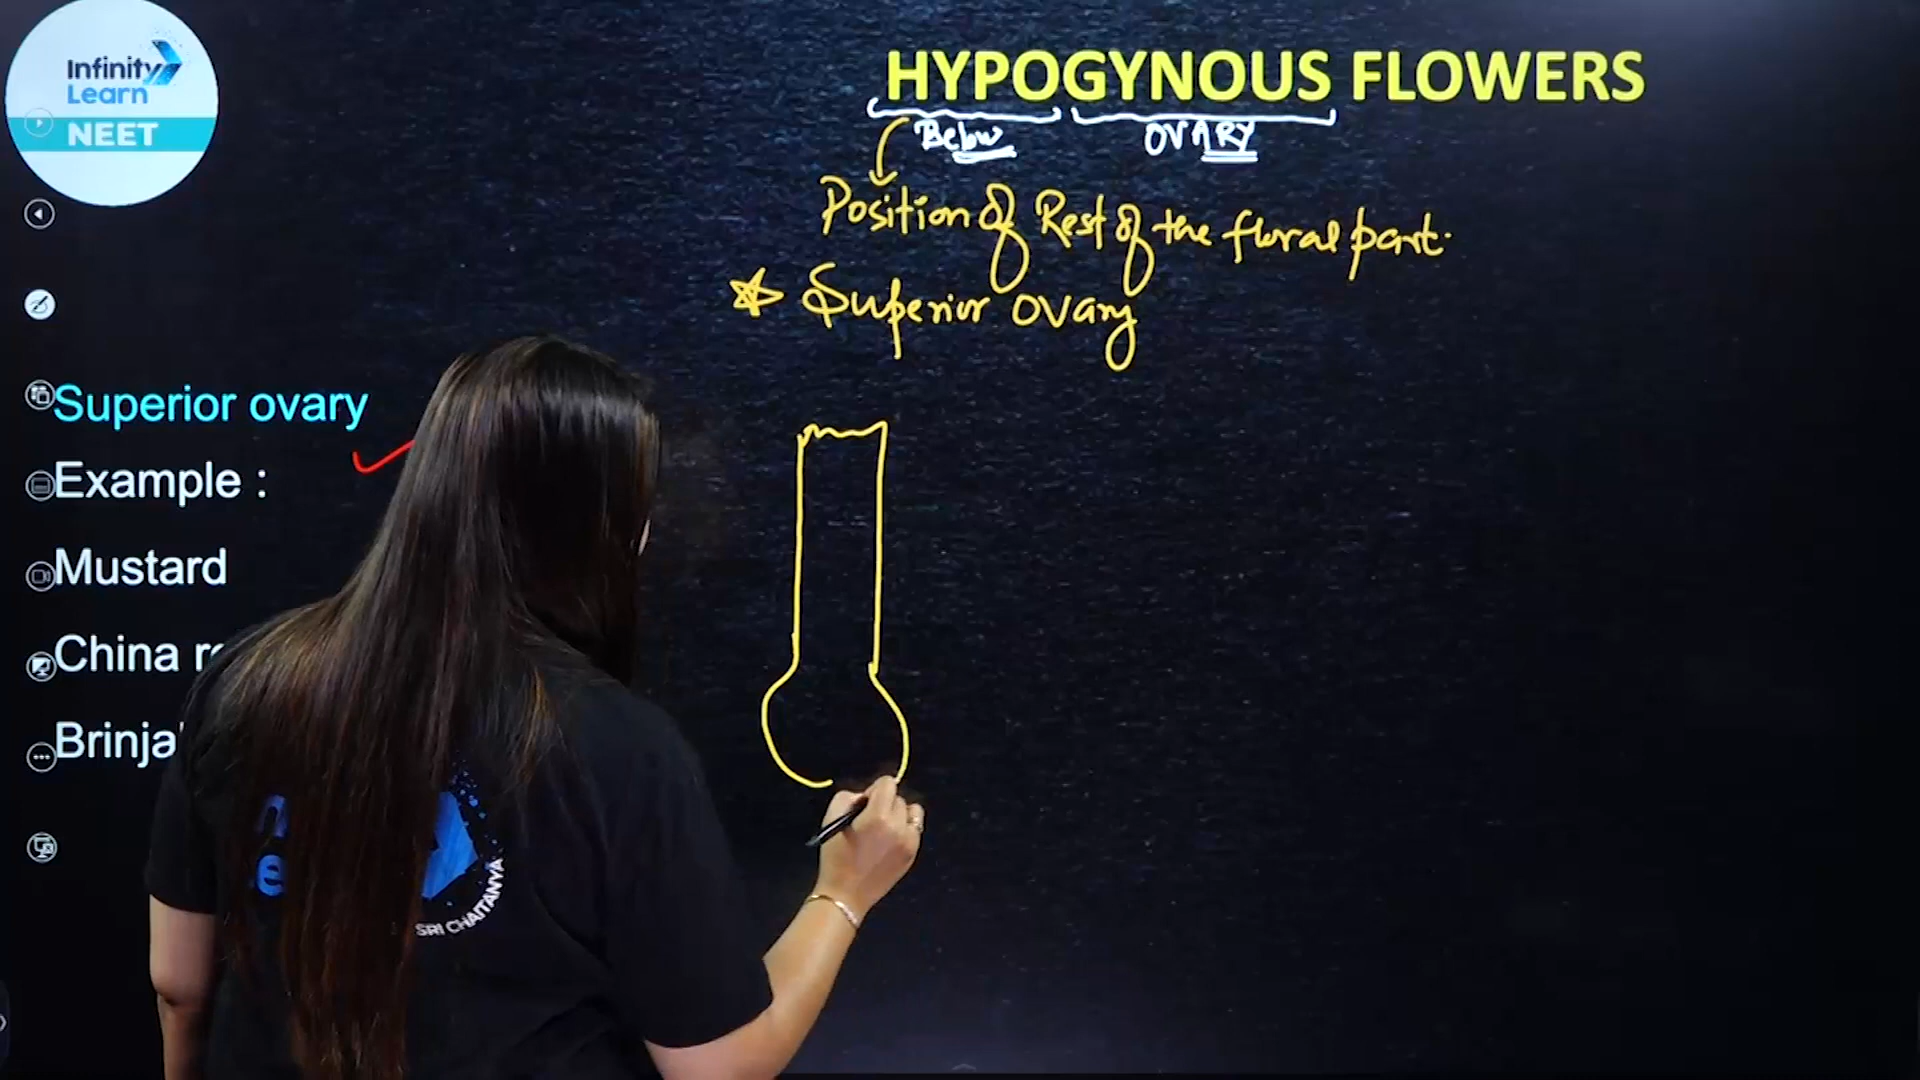 Infinity
Learn
NEET
HYPOGYNOUS FLOWERS
Below OVARY
Position of Rest of the floral part.
Superior ovary
Superior ovary
Example :
Mustard
China
SRI CHAITANYA